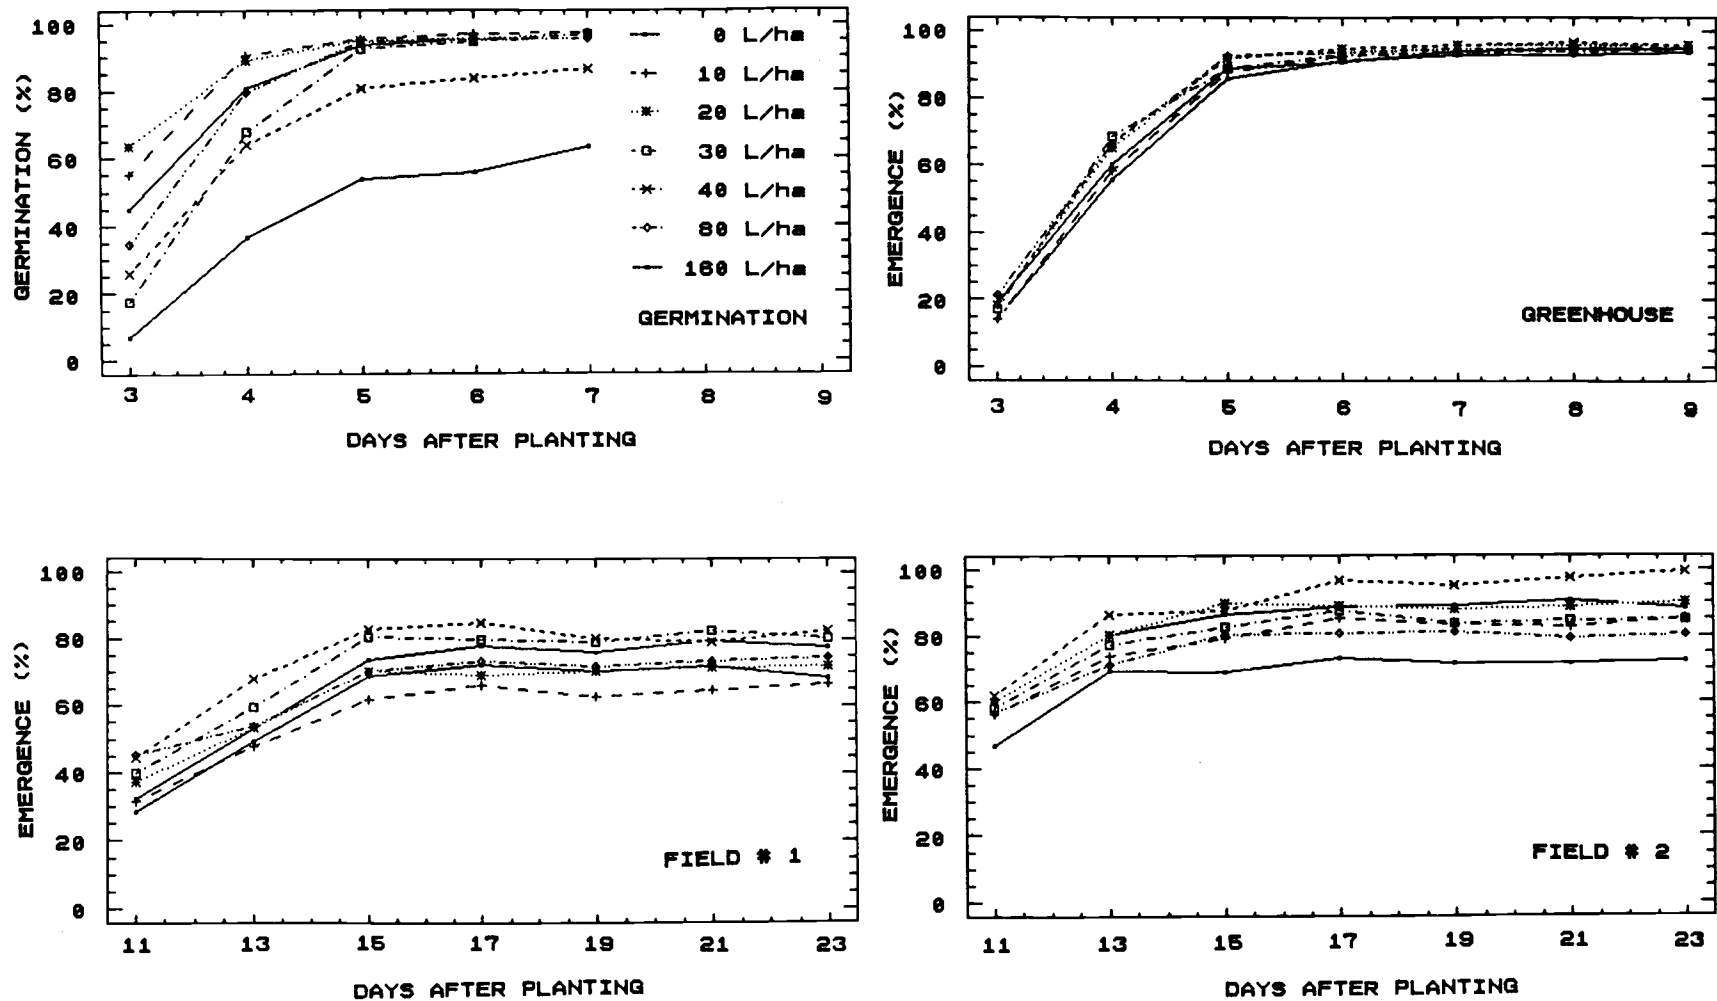 GERMINATION (%)
100
80
60
40
20
0
3 4 5 6 7 8 9
DAYS AFTER PLANTING
0 L/ha
10 L/ha
20 L/ha
30 L/ha
40 L/ha
80 L/ha
160 L/ha
GERMINATION
EMERGENCE (%)
100
80
60
40
20
0
3 4 5 6 7 8 9
DAYS AFTER PLANTING
GREENHOUSE
EMERGENCE (%)
100
80
60
40
20
0
11 13 15 17 19 21 23
DAYS AFTER PLANTING
FIELD # 1
EMERGENCE (%)
100
80
60
40
20
0
11 13 15 17 19 21 23
DAYS AFTER PLANTING
FIELD # 2